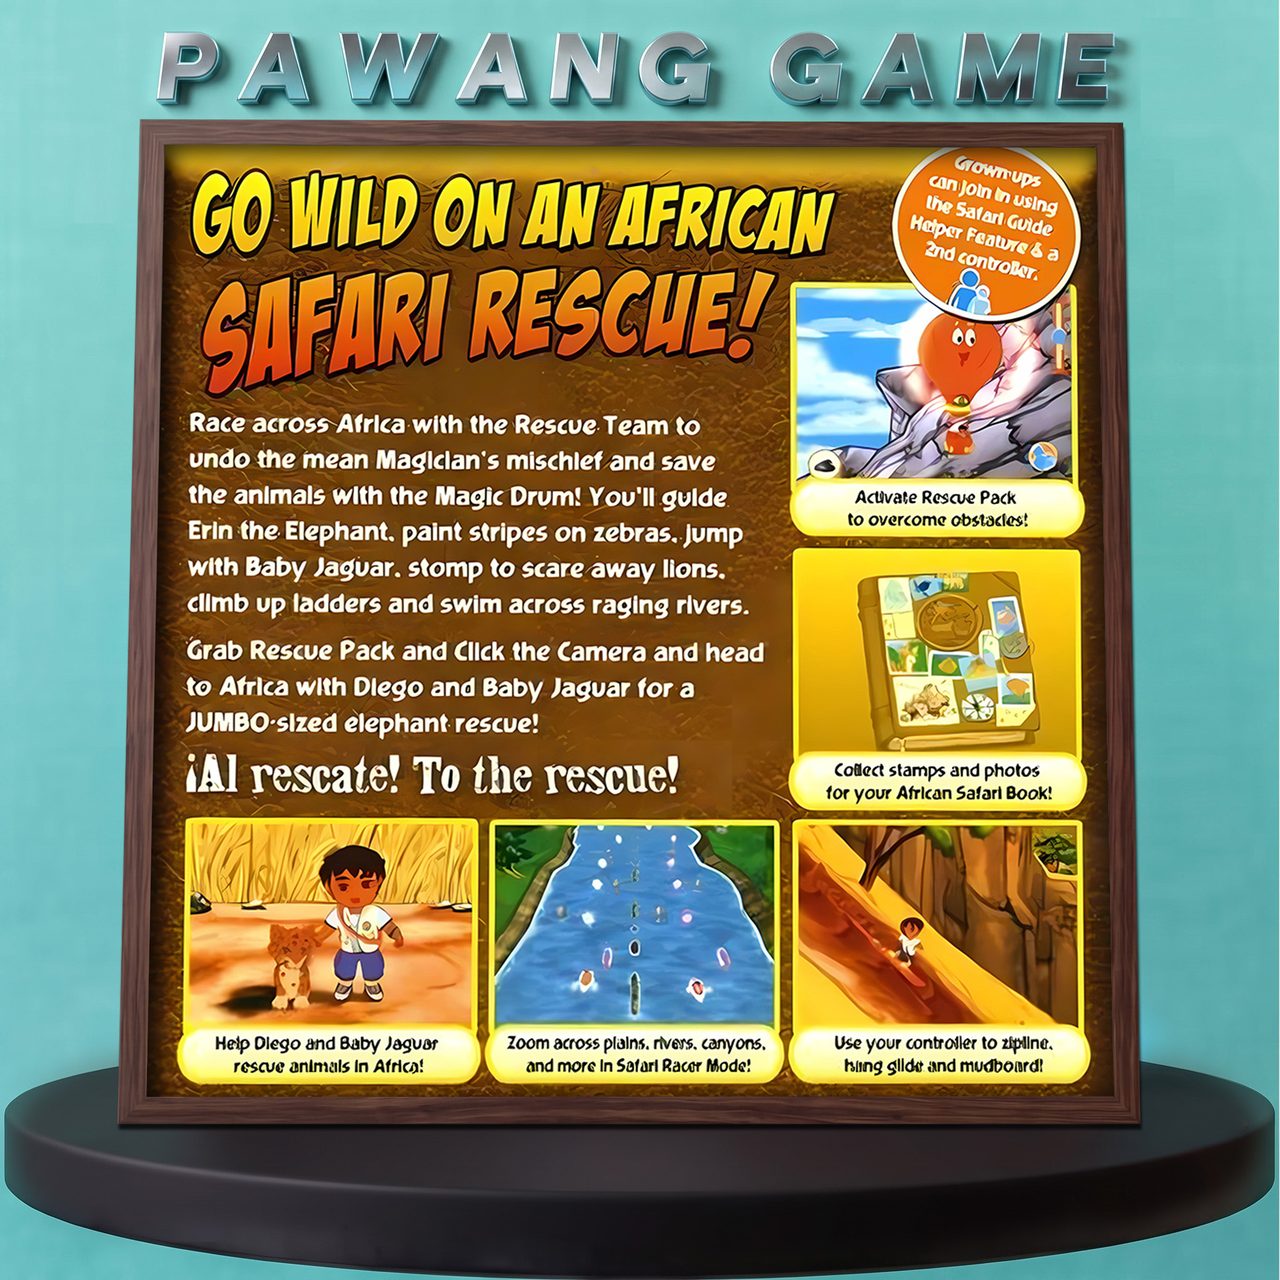 PAWANG GAME
GO WILD ON AN AFRICAN
SAFARI RESCUE!
Grown-ups
can join in using
the Safari Guide
Helper Feature & a
2nd controller.
Race across Africa with the Rescue Team to
undo the mean Magician's mischief and save
the animals with the Magic Drum! You'll guide
Erin the Elephant, paint stripes on zebras, jump
with Baby Jaguar, stomp to scare away lions,
climb up ladders and swim across raging rivers.
Grab Rescue Pack and Click the Camera and head
to Africa with Diego and Baby Jaguar for a
JUMBO-sized elephant rescue!
¡Al rescate! To the rescue!
Activate Rescue Pack
to overcome obstacles!
Collect stamps and photos
for your African Safari Book!
Help Diego and Baby Jaguar
rescue animals in Africa!
Zoom across plains, rivers, canyons,
and more in Safari Racer Mode!
Use your controller to zipline,
hang glide and mudboard!